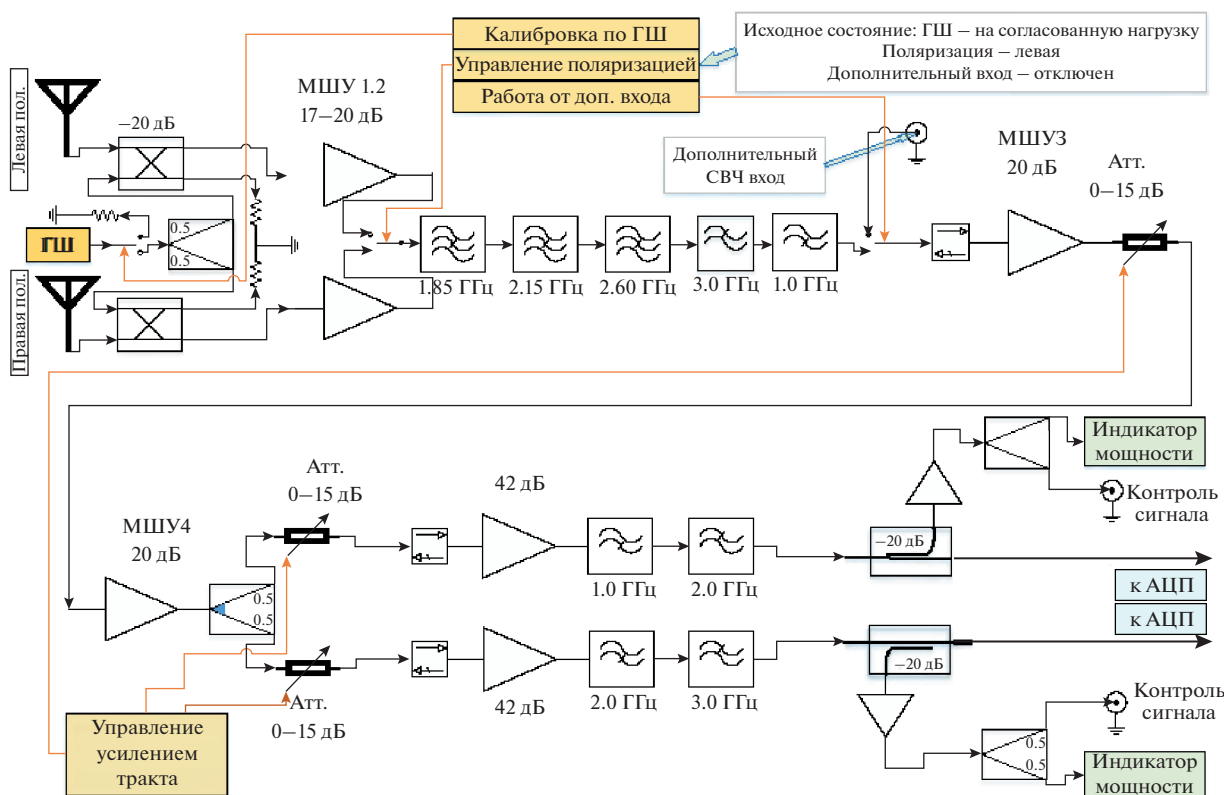 Калибровка по ГШ
Управление поляризацией
Работа от доп. входа
Исходное состояние: ГШ – на согласованную нагрузку
Поляризация – левая
Дополнительный вход – отключен
Левая пол.
–20 дБ
МШУ 1.2
17–20 дБ
Дополнительный
СВЧ вход
МШУ3
20 дБ
Атт.
0–15 дБ
ГШ
0.5
0.5
Правая пол.
1.85 ГГц
2.15 ГГц
2.60 ГГц
3.0 ГГц
1.0 ГГц
Индикатор
мощности
Контроль
сигнала
Атт.
0–15 дБ
42 дБ
МШУ4
20 дБ
–20 дБ
1.0 ГГц
2.0 ГГц
0.5
0.5
к АЦП
к АЦП
–20 дБ
Атт.
0–15 дБ
42 дБ
2.0 ГГц
3.0 ГГц
Контроль
сигнала
Управление
усилением
тракта
0.5
0.5
Индикатор
мощности